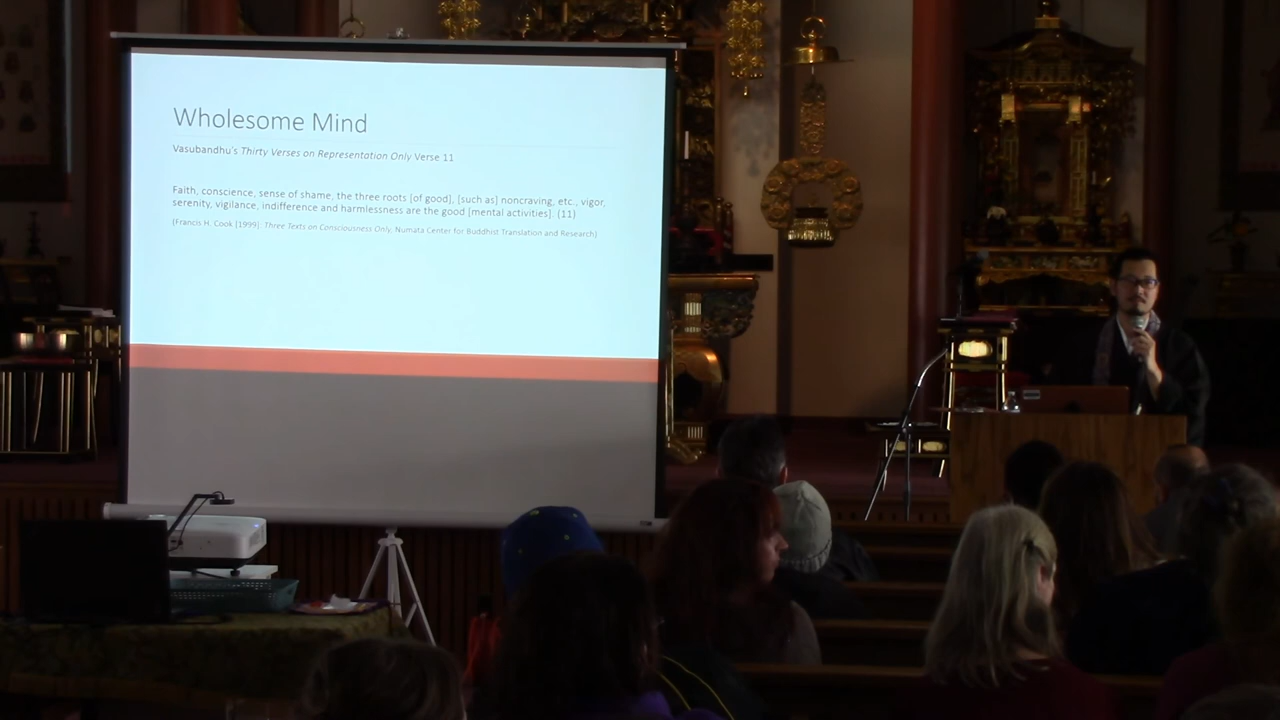 Wholesome Mind
Vasubandhu's Thirty Verses on Representation Only Verse 11
Faith, conscience, sense of shame, the three roots [of good], [such as] noncraving, etc., vigor,
serenity, vigilance, indifference and harmlessness are the good [mental activities]. (11)
(Francis H. Cook [1999] Three Texts on Consciousness Only, Numata Center for Buddhist Translation and Research)